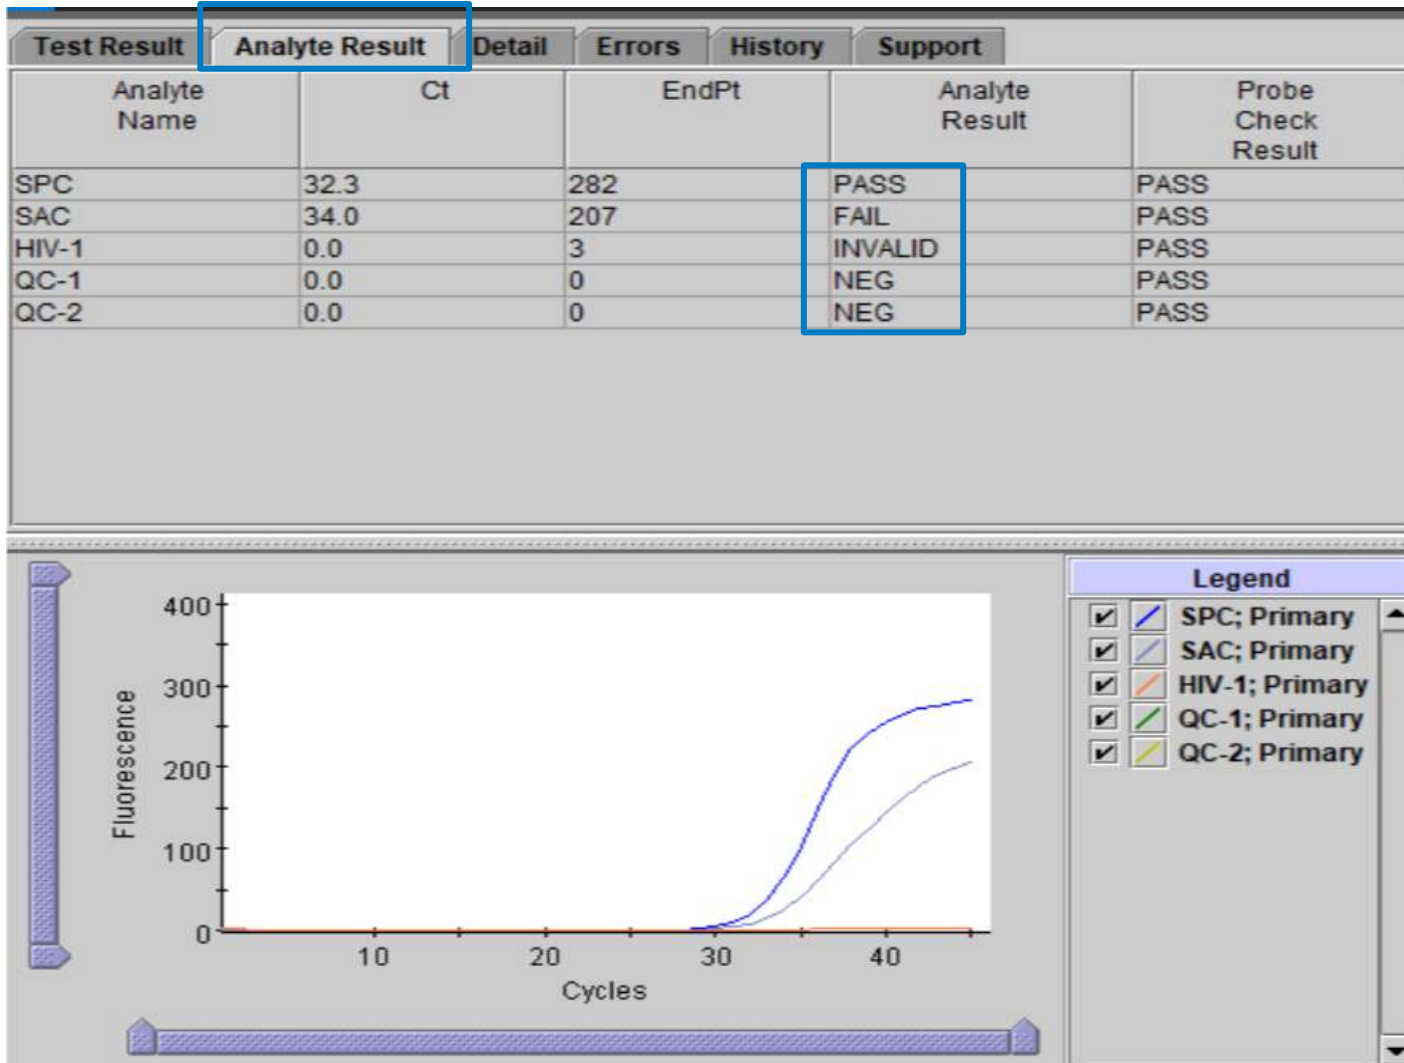 Test Result Analyte Result Detail Errors History Support
Analyte Name Ct EndPt Analyte Result Probe Check Result
SPC 32.3 282 PASS PASS
SAC 34.0 207 FAIL PASS
HIV-1 0.0 3 INVALID PASS
QC-1 0.0 0 NEG PASS
QC-2 0.0 0 NEG PASS
400
300
200
100
0
Fluorescence
10 20 30 40
Cycles
Legend
SPC; Primary
SAC; Primary
HIV-1; Primary
QC-1; Primary
QC-2; Primary